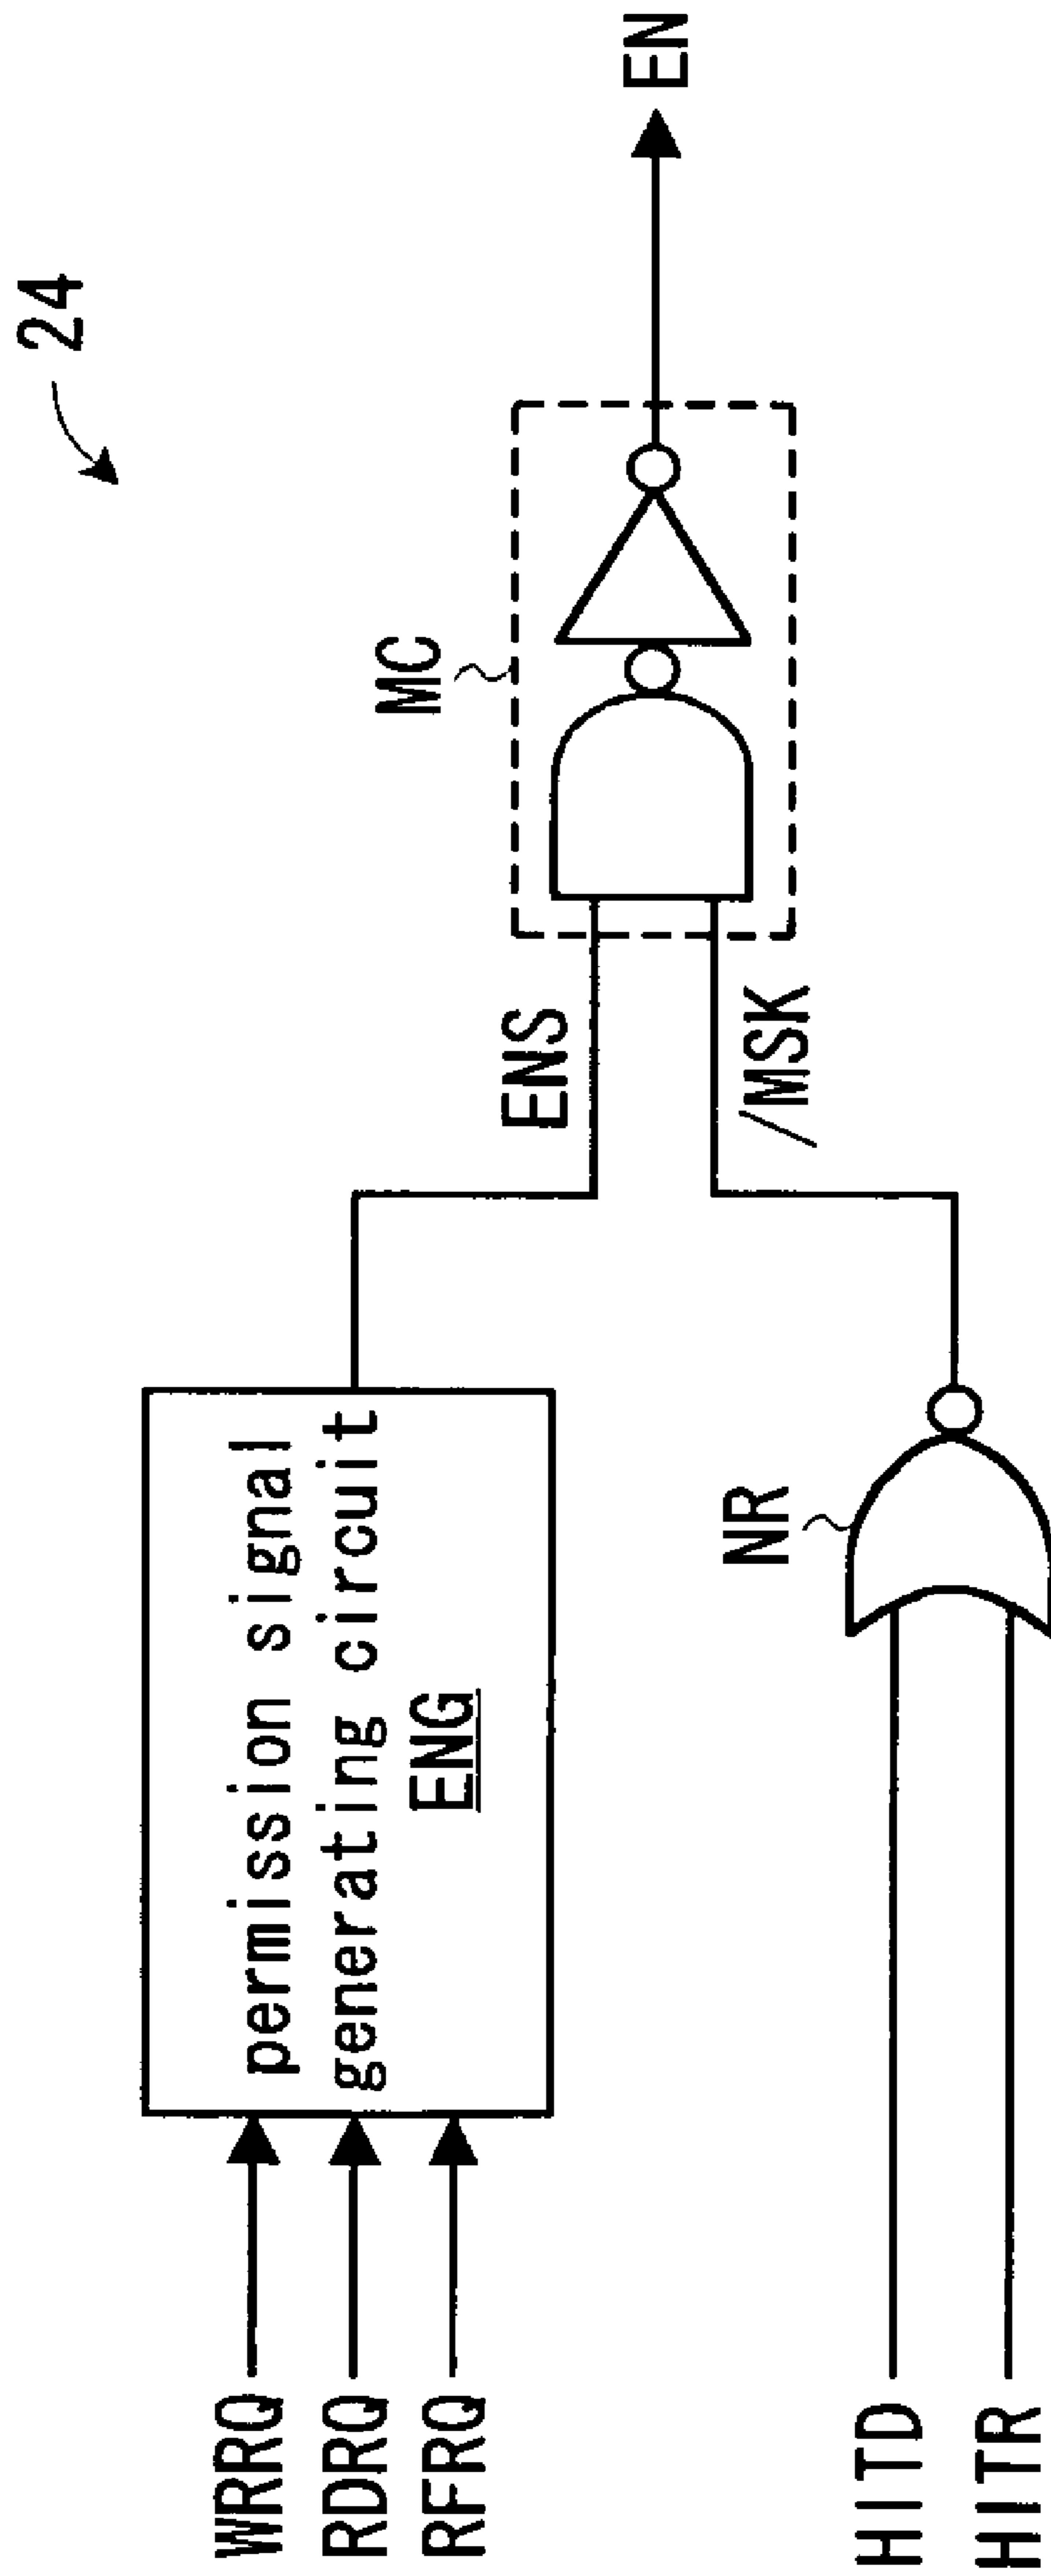 24
WRRQ
RDRQ
RFRQ
permission signal
generating circuit
ENG
ENS
/MSK
MC
EN
HITD
HITR
NR